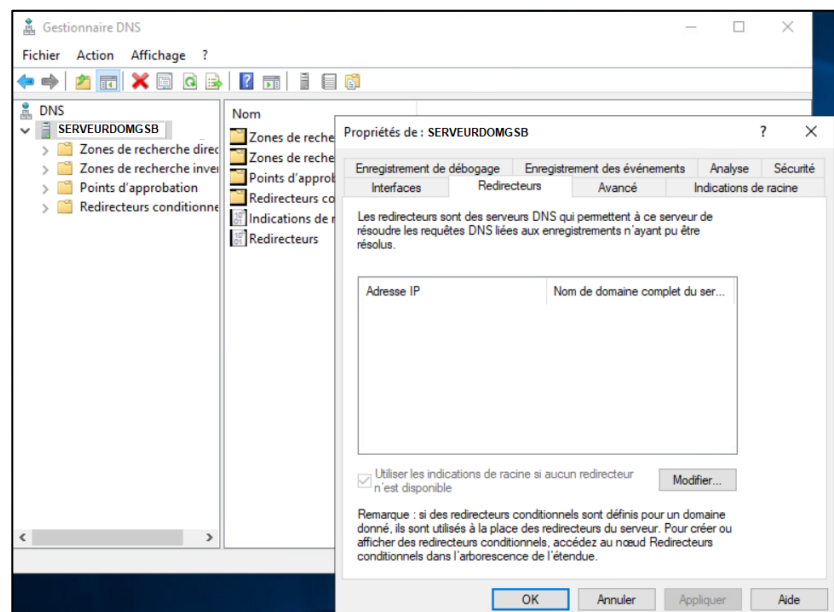 Gestionnaire DNS
Fichier Action Affichage ?
DNS
SERVEURDOMGSB
Zones de recherche direc
Zones de recherche inve
Points d'approbation
Redirecteurs conditionne
Nom
Zones de reche
Zones de reche
Points d'approl
Redirecteurs co
Indications de r
Redirecteurs
Propriétés de : SERVEURDOMGSB ?
Enregistrement de débogage Enregistrement des événements Analyse Sécurité
Interfaces Redirecteurs Avancé Indications de racine
Les redirecteurs sont des serveurs DNS qui permettent à ce serveur de
résoudre les requêtes DNS liées aux enregistrements n'ayant pu être
résolus.
Adresse IP Nom de domaine complet du ser...
Utiliser les indications de racine si aucun redirecteur
n'est disponible
Modifier...
Remarque : si des redirecteurs conditionnels sont définis pour un domaine
donné, ils sont utilisés à la place des redirecteurs du serveur. Pour créer ou
afficher des redirecteurs conditionnels, accédez au nœud Redirecteurs
conditionnels dans l'arborescence de l'étendue.
OK Annuler Appliquer Aide